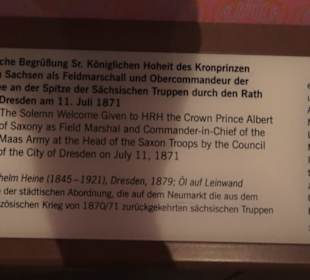 che Begrüßung Sr. Königlichen Hoheit des Kronprinzen
Sachsen als Feldmarschall und Obercommandeur der
an der Spitze der Sächsischen Truppen durch den Rath
Dresden am 11. Juli 1871
The Solemn Welcome Given to HRH the Crown Prince Albert
of Saxony as Field Marshal and Commander-in-Chief of the
Maas Army at the Head of the Saxon Troops by the Council
of the City of Dresden on July 11, 1871
helm Heine (1845–1921), Dresden, 1879; Öl auf Leinwand
der städtischen Abordnung, die auf dem Neumarkt die aus dem
zösischen Krieg von 1870/71 zurückgekehrten sächsischen Truppen